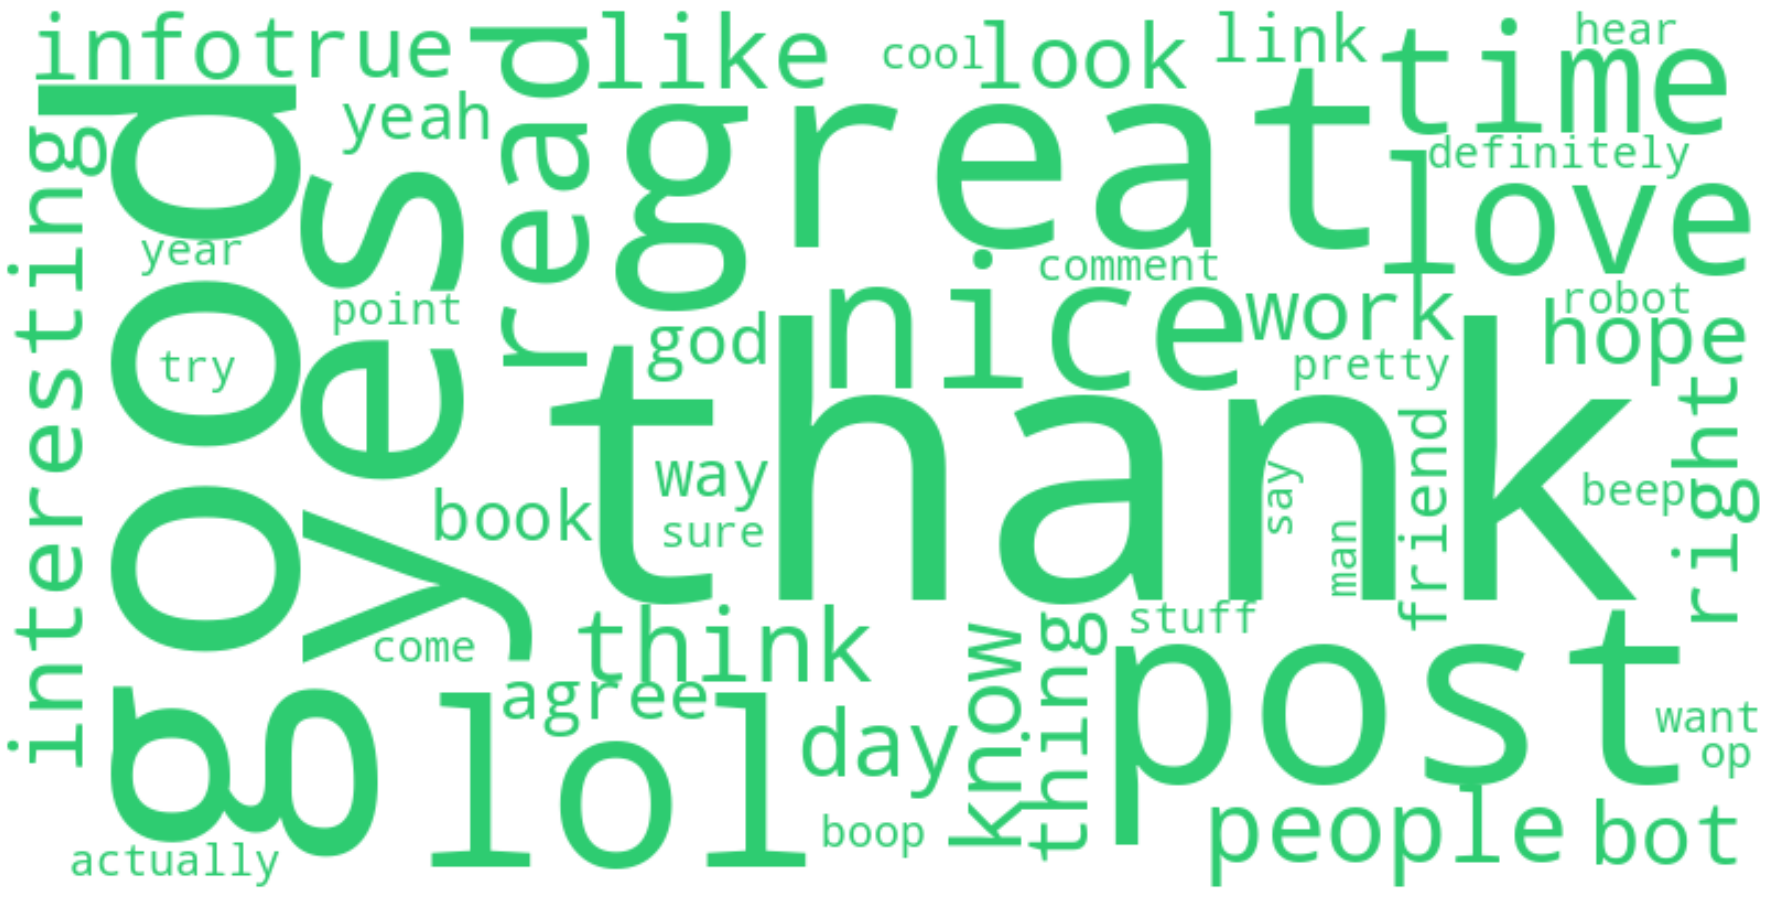 infotrue
like
cool
look
link
time
hear
good
yeah
read
great
definitely
interesting
yes
love
year
comment
nice
point
god
work
robot
hope
try
thank
pretty
right
way
book
sure
say
man
friend
beep
come
think
agree
know
thing
stuff
post
lol
day
want
op
boop
people
bot
actually